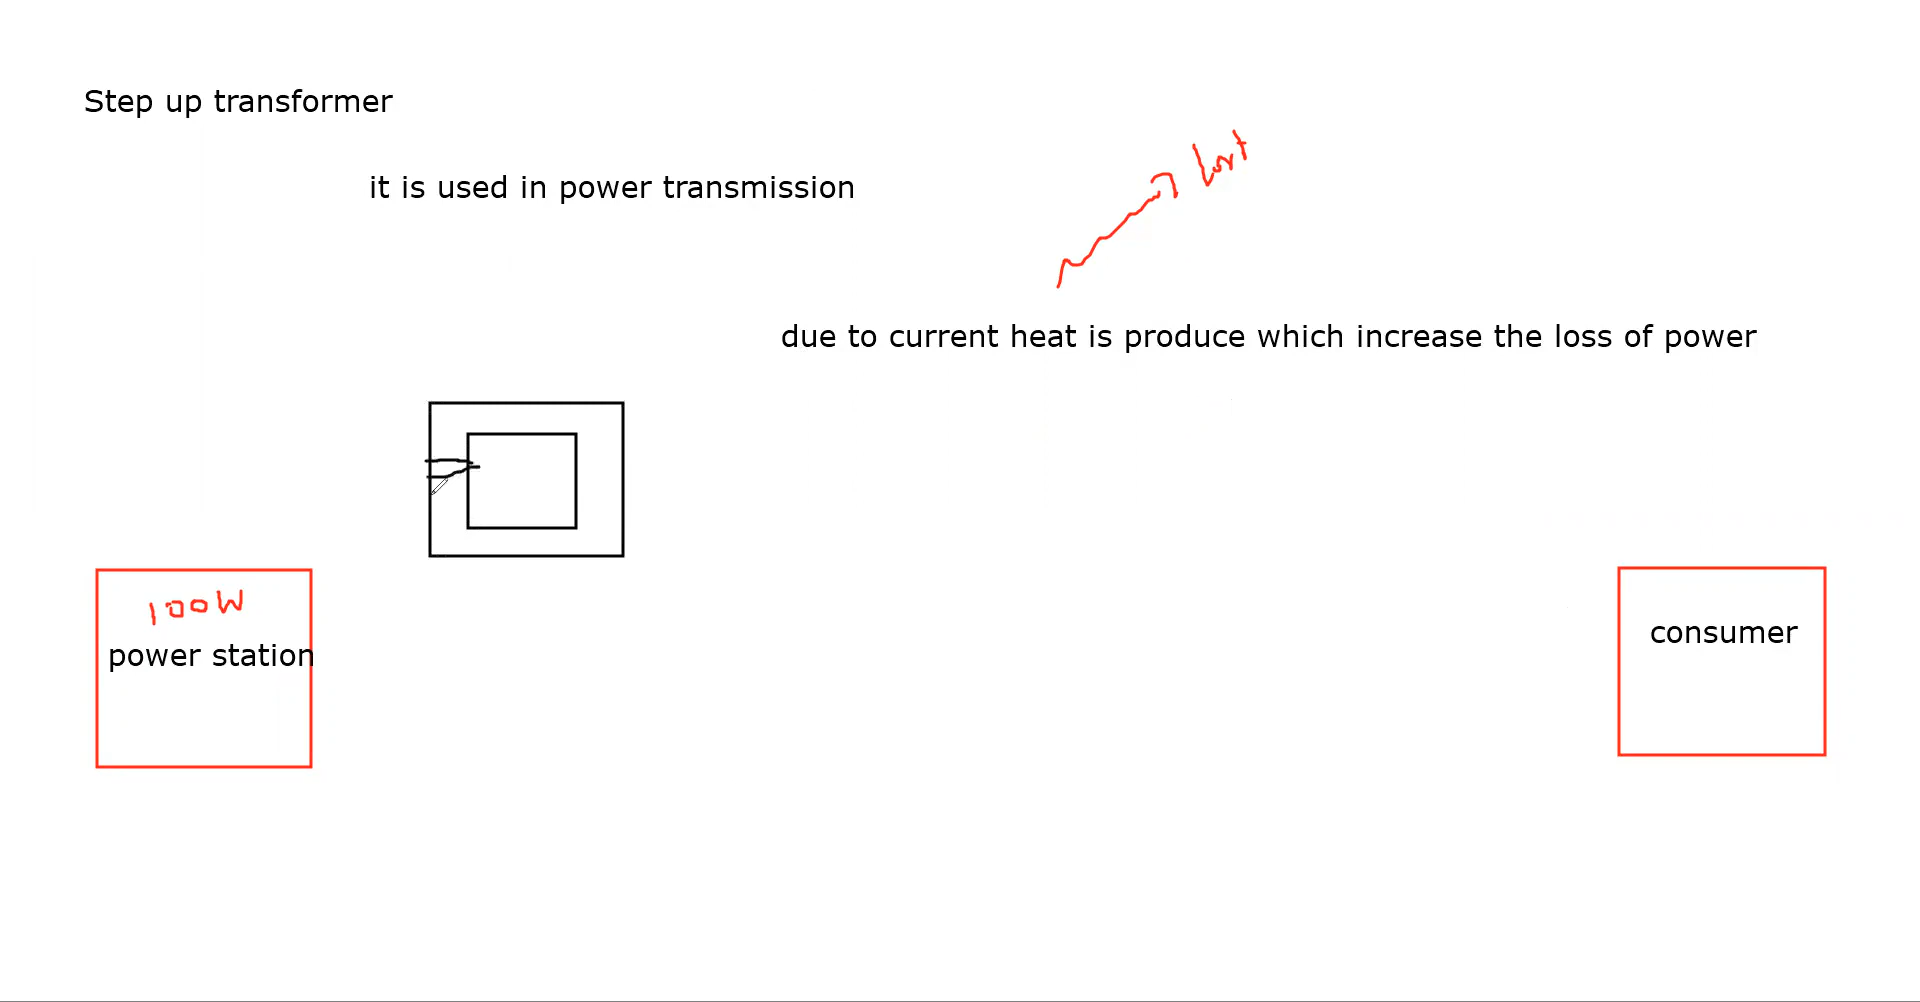 Step up transformer
it is used in power transmission
lost
due to current heat is produce which increase the loss of power
100W
power station
consumer